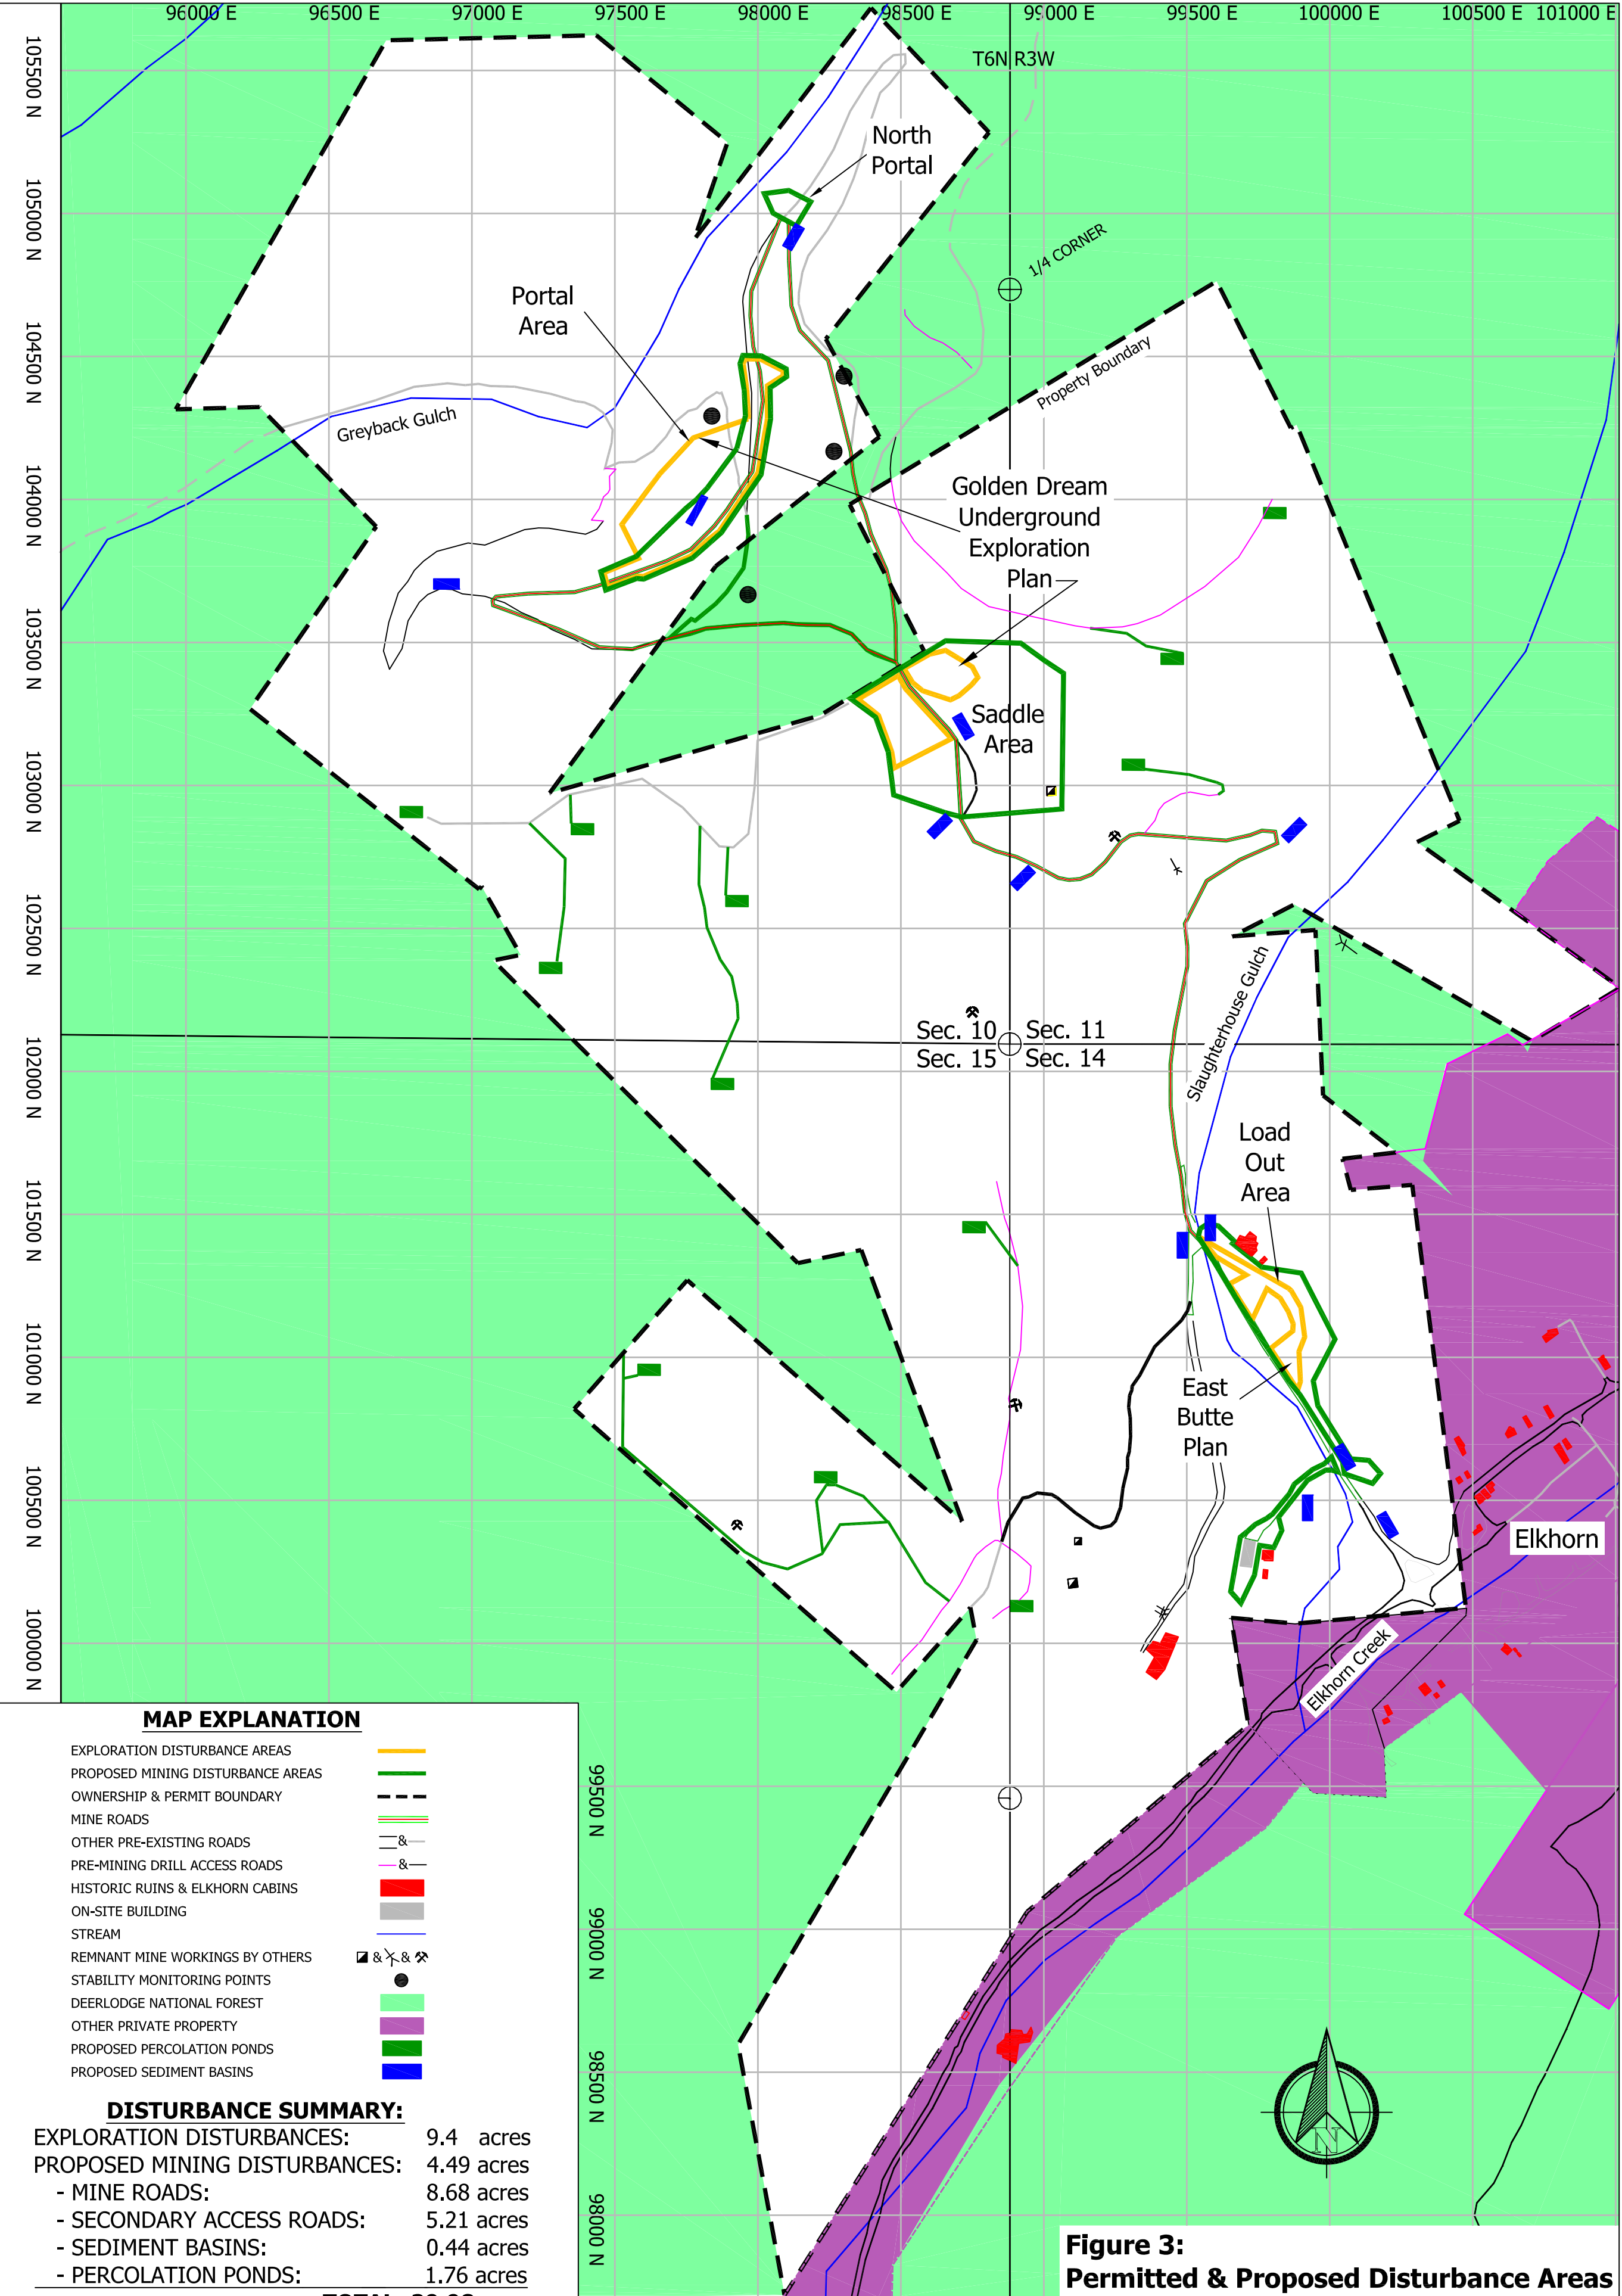 96000 E
96500 E
97000 E
97500 E
98000 E
98500 E
99000 E
99500 E
100000 E
100500 E
101000 E
105500 N
105000 N
104500 N
104000 N
103500 N
103000 N
102500 N
102000 N
101500 N
101000 N
100500 N
100000 N
99500 N
99000 N
98500 N
98000 N
T6N R3W
North
Portal
1/4 CORNER
Portal
Area
Property Boundary
Greyback Gulch
Golden Dream
Underground
Exploration
Plan
Saddle
Area
Slaughterhouse Gulch
Sec. 10
Sec. 11
Sec. 15
Sec. 14
Load
Out
Area
East
Butte
Plan
Elkhorn
Elkhorn Creek
MAP EXPLANATION
EXPLORATION DISTURBANCE AREAS
PROPOSED MINING DISTURBANCE AREAS
OWNERSHIP & PERMIT BOUNDARY
MINE ROADS
OTHER PRE-EXISTING ROADS &
PRE-MINING DRILL ACCESS ROADS &
HISTORIC RUINS & ELKHORN CABINS
ON-SITE BUILDING
STREAM
REMNANT MINE WORKINGS BY OTHERS & &
STABILITY MONITORING POINTS
DEERLODGE NATIONAL FOREST
OTHER PRIVATE PROPERTY
PROPOSED PERCOLATION PONDS
PROPOSED SEDIMENT BASINS
DISTURBANCE SUMMARY:
EXPLORATION DISTURBANCES: 9.4 acres
PROPOSED MINING DISTURBANCES: 4.49 acres
- MINE ROADS: 8.68 acres
- SECONDARY ACCESS ROADS: 5.21 acres
- SEDIMENT BASINS: 0.44 acres
- PERCOLATION PONDS: 1.76 acres
N
Figure 3:
Permitted & Proposed Disturbance Areas